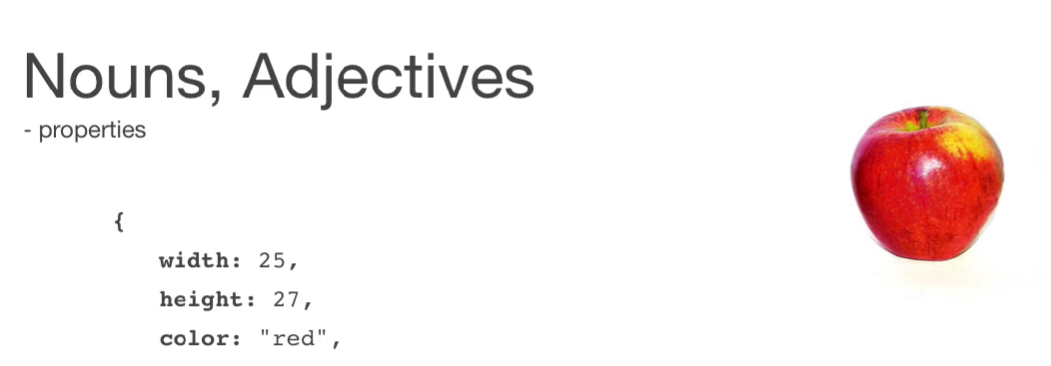 Nouns, Adjectives
- properties
{
width: 25,
height: 27,
color: "red",